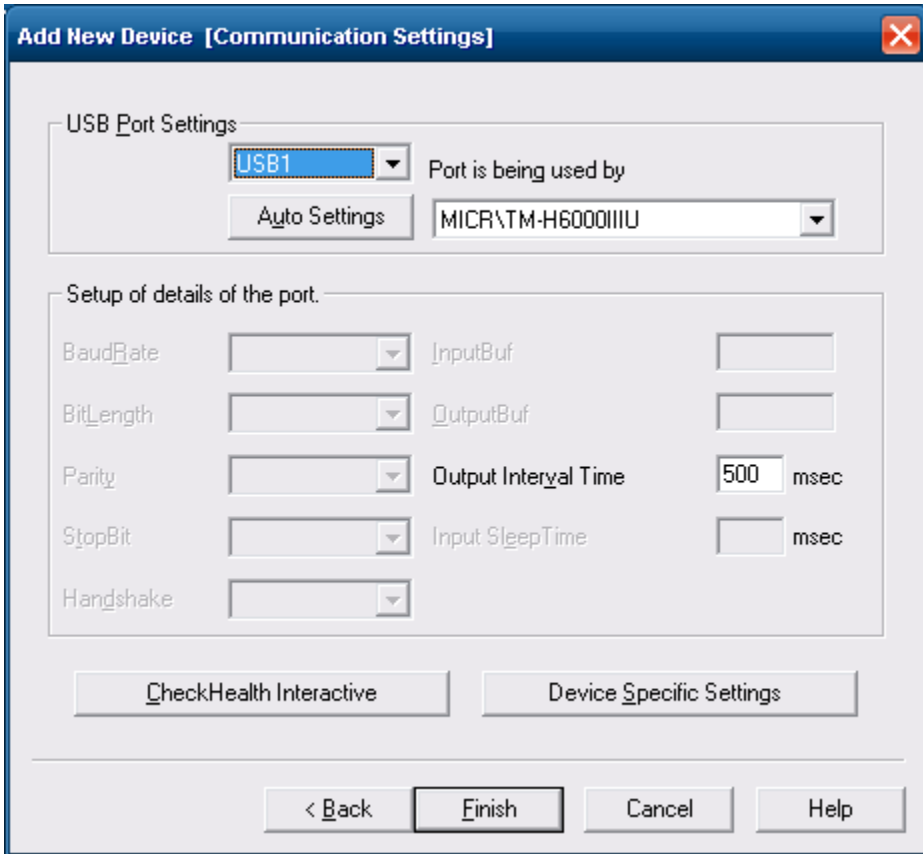 Add New Device [Communication Settings]
USB Port Settings
USB1
Port is being used by
Auto Settings
MICR\TM-H6000IIIU
Setup of details of the port.
BaudRate
InputBuf
BitLength
OutputBuf
Parity
Output Interval Time 500 msec
StopBit
Input SleepTime msec
Handshake
CheckHealth Interactive
Device Specific Settings
< Back
Finish
Cancel
Help